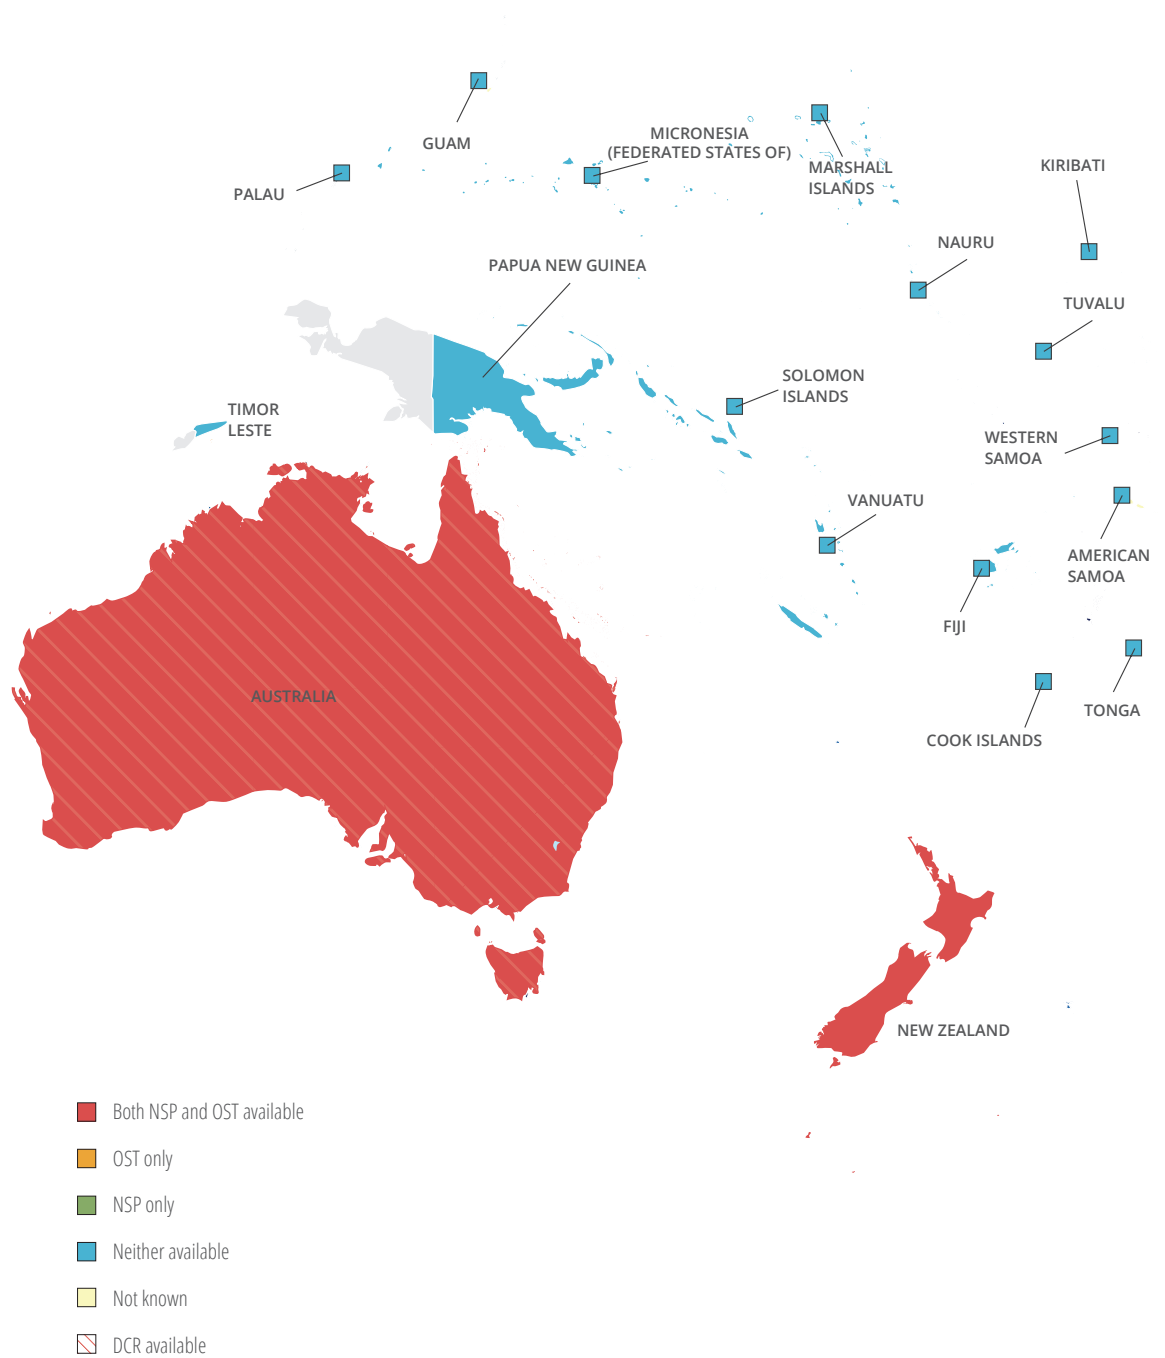 GUAM
MICRONESIA
(FEDERATED STATES OF)
MARSHALL
ISLANDS
KIRIBATI
PALAU
NAURU
PAPUA NEW GUINEA
TUVALU
SOLOMON
ISLANDS
TIMOR
LESTE
WESTERN
SAMOA
VANUATU
AMERICAN
SAMOA
FIJI
AUSTRALIA
TONGA
COOK ISLANDS
NEW ZEALAND
Both NSP and OST available
OST only
NSP only
Neither available
Not known
DCR available